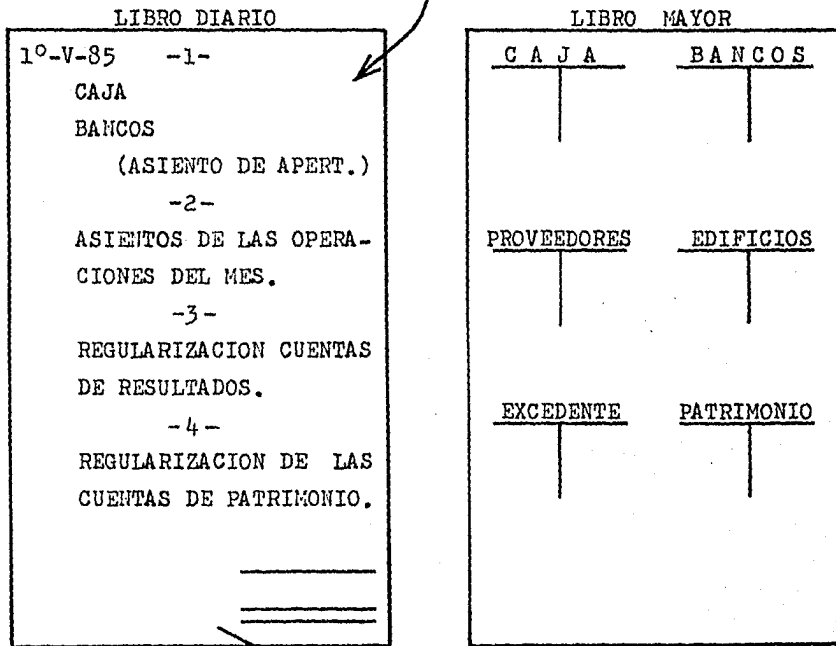 LIBRO DIARIO
1º-V-85 -1-
CAJA
BANCOS
(ASIENTO DE APERT.)
-2-
ASIENTOS DE LAS OPERA-
CIONES DEL MES.
-3-
REGULARIZACION CUENTAS
DE RESULTADOS.
-4-
REGULARIZACION DE LAS
CUENTAS DE PATRIMONIO.
LIBRO MAYOR
CAJA BANCOS
PROVEEDORES EDIFICIOS
EXCEDENTE PATRIMONIO